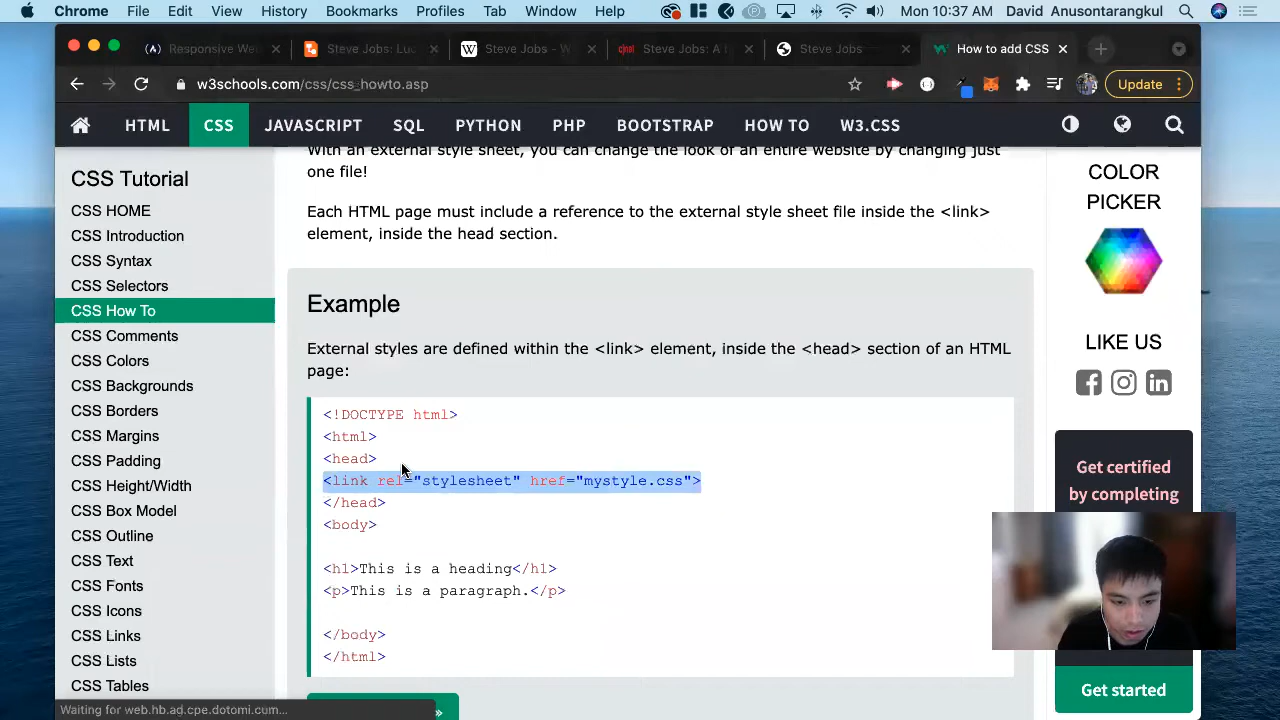 Chrome File Edit View History Bookmarks Profiles Tab Window Help Mon 10:37 AM David Anusontarangkul
Responsive We Steve Jobs: Luc Steve Jobs - W Steve Jobs: A Steve Jobs How to add CSS
w3schools.com/css/css_howto.asp Update
HTML CSS JAVASCRIPT SQL PYTHON PHP BOOTSTRAP HOW TO W3.CSS
CSS Tutorial
CSS HOME
CSS Introduction
CSS Syntax
CSS Selectors
CSS How To
CSS Comments
CSS Colors
CSS Backgrounds
CSS Borders
CSS Margins
CSS Padding
CSS Height/Width
CSS Box Model
CSS Outline
CSS Text
CSS Fonts
CSS Icons
CSS Links
CSS Lists
CSS Tables
With an external style sheet, you can change the look of an entire website by changing just
one file!
Each HTML page must include a reference to the external style sheet file inside the <link>
element, inside the head section.
Example
External styles are defined within the <link> element, inside the <head> section of an HTML
page:
<!DOCTYPE html>
<html>
<head>
<link rel="stylesheet" href="mystyle.css">
</head>
<body>
<h1>This is a heading</h1>
<p>This is a paragraph.</p>
</body>
</html>
»
COLOR
PICKER
LIKE US
Get certified
by completing
Get started
Waiting for web.hb.ad.cpe.dotomi.com...